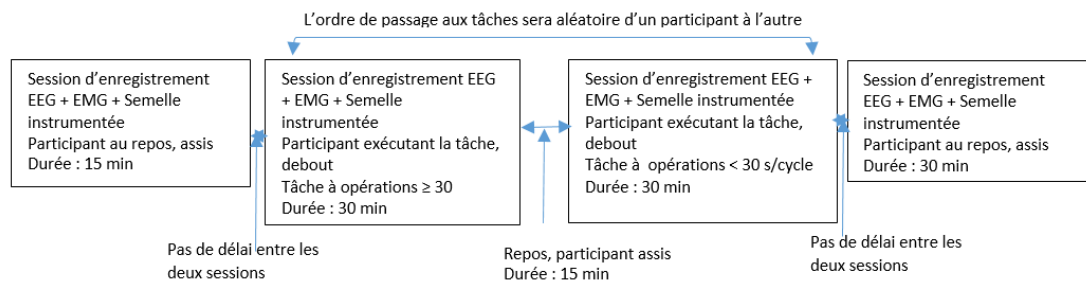 L'ordre de passage aux tâches sera aléatoire d'un participant à l'autre
Session d'enregistrement
EEG + EMG + Semelle
instrumentée
Participant au repos, assis
Durée : 15 min
Session d'enregistrement EEG
+ EMG + Semelle
instrumentée
Participant exécutant la tâche,
debout
Tâche à opérations ≥ 30
Durée : 30 min
Session d'enregistrement EEG +
EMG + Semelle instrumentée
Participant exécutant la tâche,
debout
Tâche à opérations < 30 s/cycle
Durée : 30 min
Session d'enregistrement
EEG + EMG + Semelle
instrumentée
Participant au repos, assis
Durée : 30 min
Pas de délai entre les
deux sessions
Repos, participant assis
Durée : 15 min
Pas de délai entre les
deux sessions